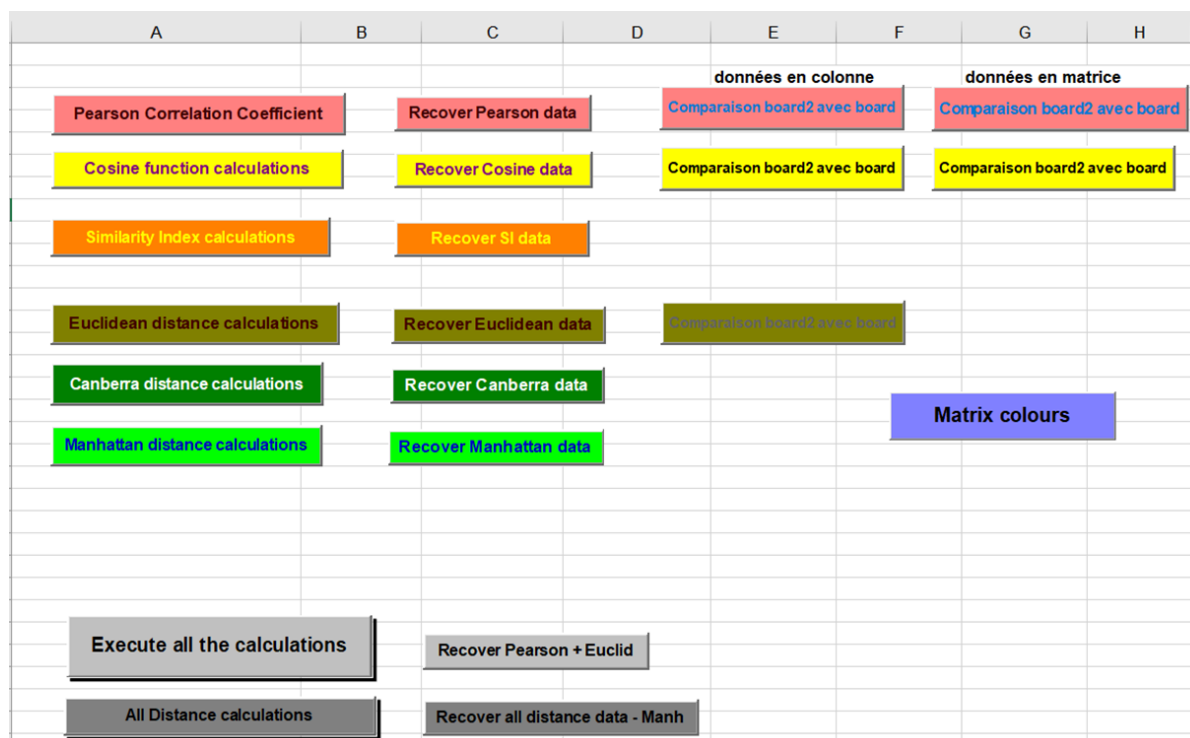 A B C D E F G H
données en colonne données en matrice
Pearson Correlation Coefficient Recover Pearson data Comparaison board2 avec board Comparaison board2 avec board
Cosine function calculations Recover Cosine data Comparaison board2 avec board Comparaison board2 avec board
Similarity Index calculations Recover SI data
Euclidean distance calculations Recover Euclidean data Comparaison board2 avec board
Canberra distance calculations Recover Canberra data
Matrix colours
Manhattan distance calculations Recover Manhattan data
Execute all the calculations Recover Pearson + Euclid
All Distance calculations Recover all distance data - Manh